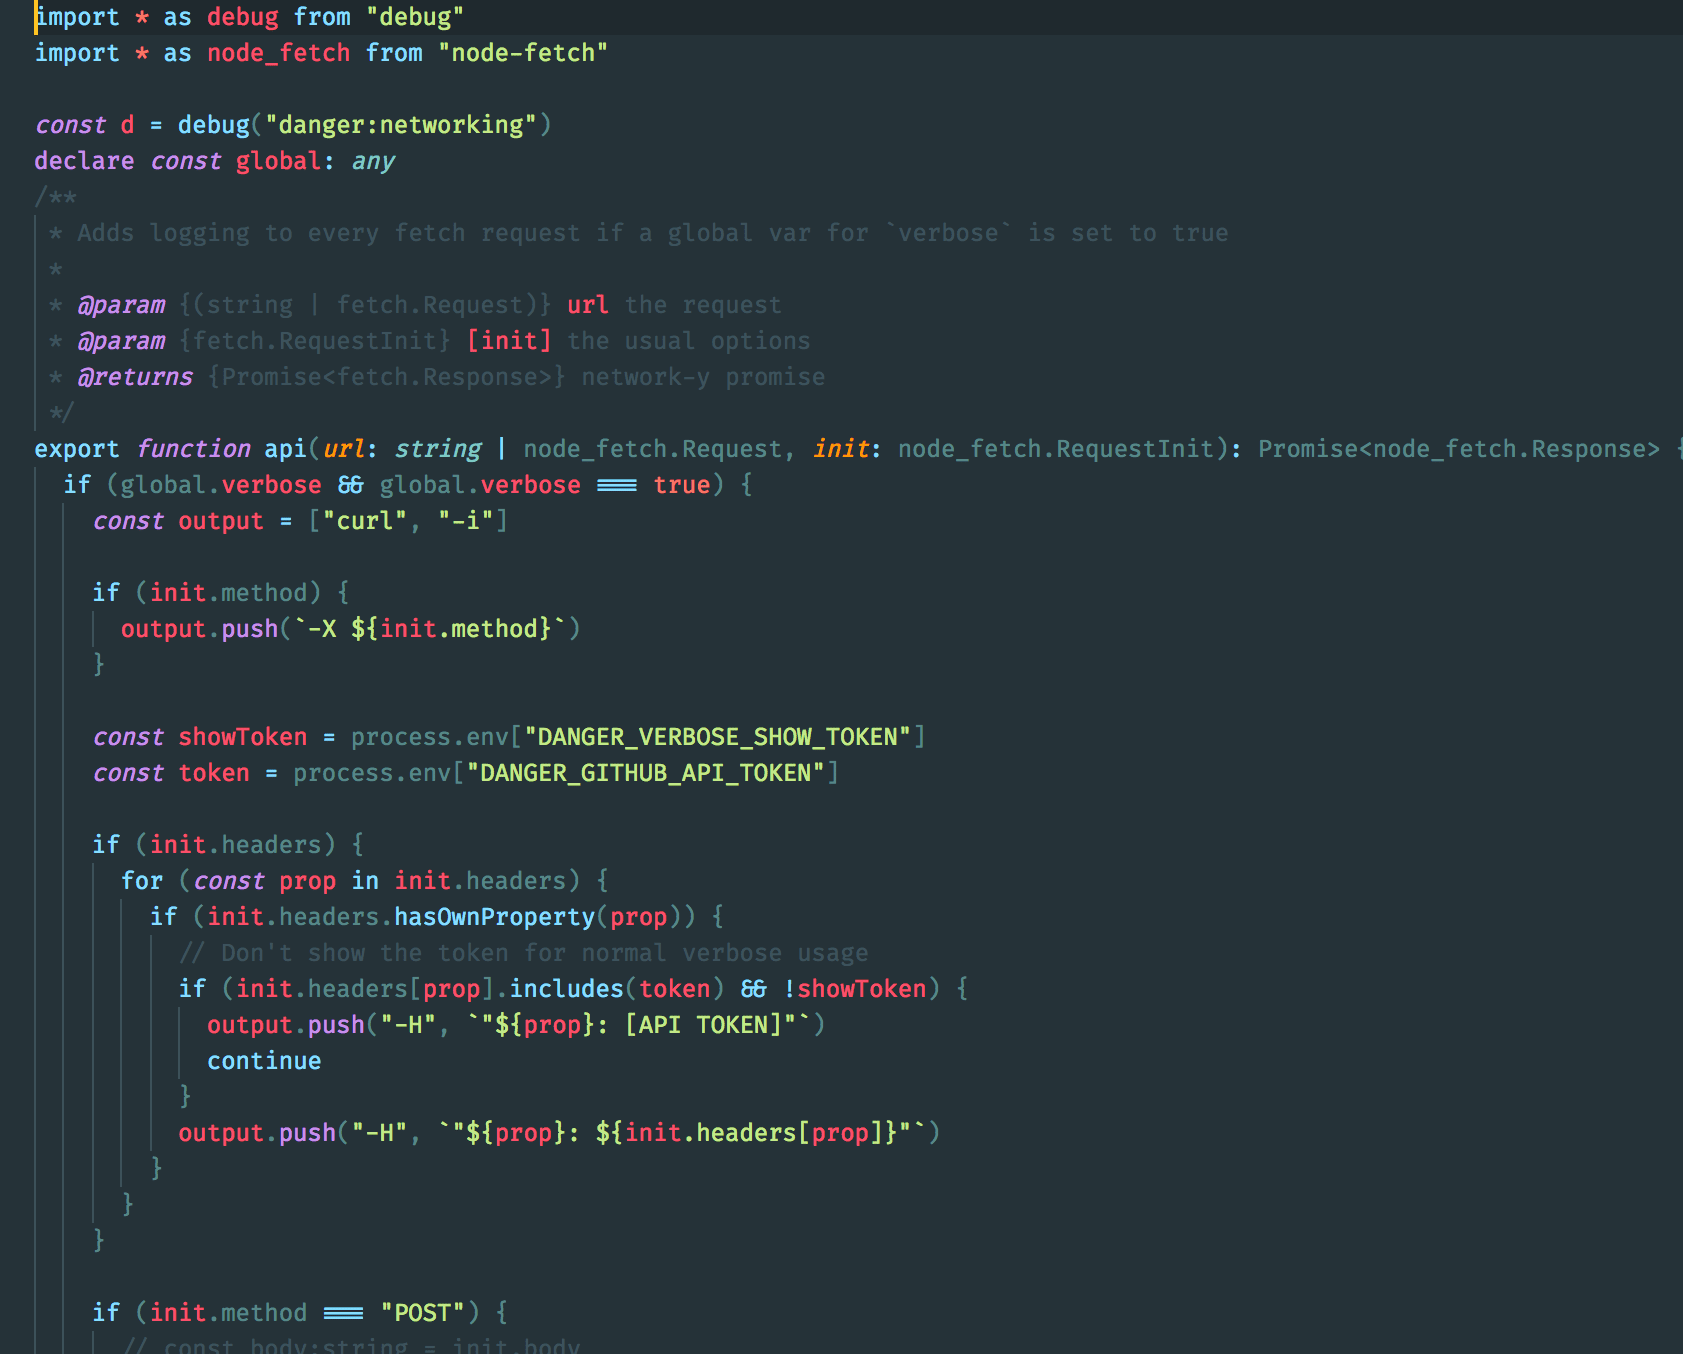 import * as debug from "debug"
import * as node_fetch from "node-fetch"
const d = debug("danger:networking")
declare const global: any
/**
* Adds logging to every fetch request if a global var for `verbose` is set to true
*
* @param {(string | fetch.Request)} url the request
* @param {fetch.RequestInit} [init] the usual options
* @returns {Promise<fetch.Response>} network-y promise
*/
export function api(url: string | node_fetch.Request, init: node_fetch.RequestInit): Promise<node_fetch.Response> {
if (global.verbose && global.verbose === true) {
const output = ["curl", "-i"]
if (init.method) {
output.push(`-X ${init.method}`)
}
const showToken = process.env["DANGER_VERBOSE_SHOW_TOKEN"]
const token = process.env["DANGER_GITHUB_API_TOKEN"]
if (init.headers) {
for (const prop in init.headers) {
if (init.headers.hasOwnProperty(prop)) {
// Don't show the token for normal verbose usage
if (init.headers[prop].includes(token) && !showToken) {
output.push("-H", `"${prop}: [API TOKEN]"`)
continue
}
output.push("-H", `"${prop}: ${init.headers[prop]}"`)
}
}
}
if (init.method === "POST") {
// const body:string = init.body